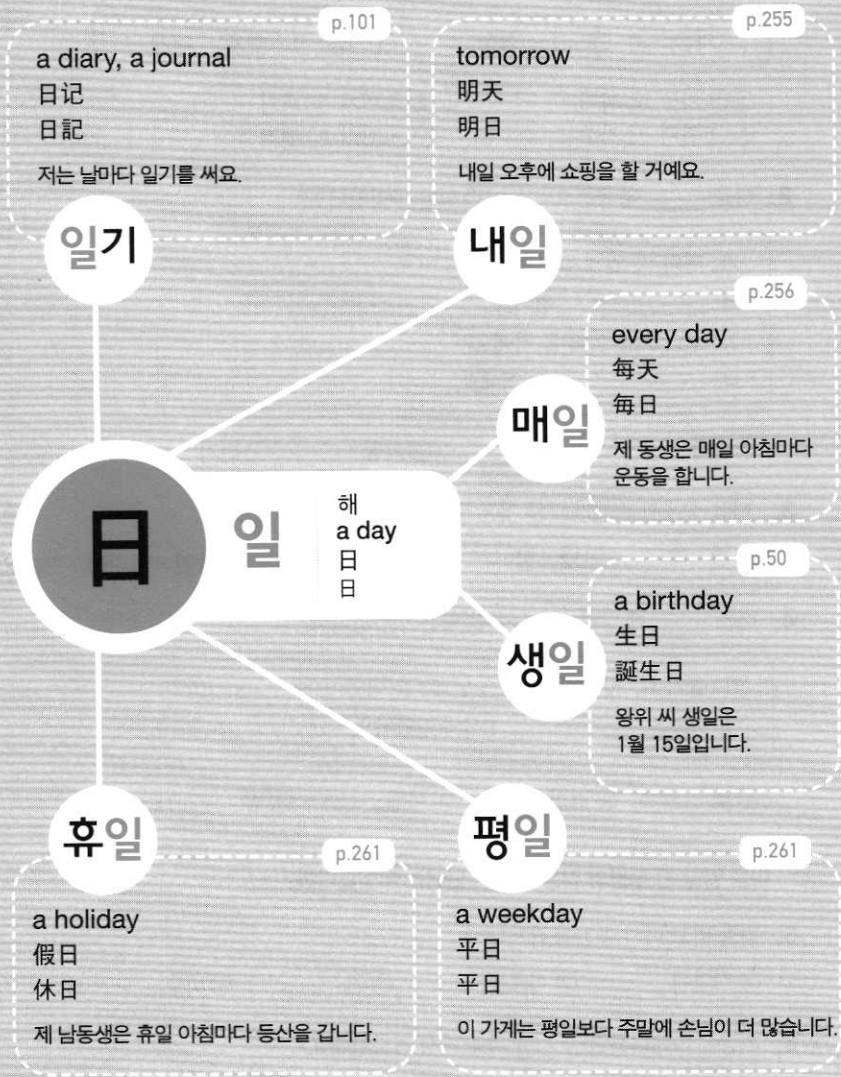 p.101
a diary, a journal
日记
日記
저는 날마다 일기를 써요.
일기
p.255
tomorrow
明天
明日
내일 오후에 쇼핑을 할 거예요.
내일
p.256
every day
每天
毎日
제 동생은 매일 아침마다
운동을 합니다.
매일
日
일
해
a day
日
日
p.50
a birthday
生日
誕生日
왕위 씨 생일은
1월 15일입니다.
생일
휴일
p.261
a holiday
假日
休日
제 남동생은 휴일 아침마다 등산을 갑니다.
평일
p.261
a weekday
平日
平日
이 가게는 평일보다 주말에 손님이 더 많습니다.